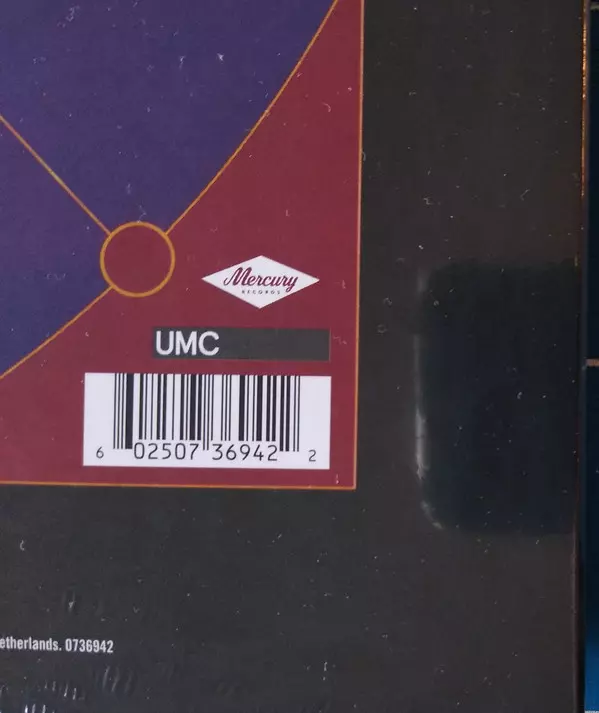 Mercury
RECORDS
UMC
6 02507 36942 2
etherlands. 0736942